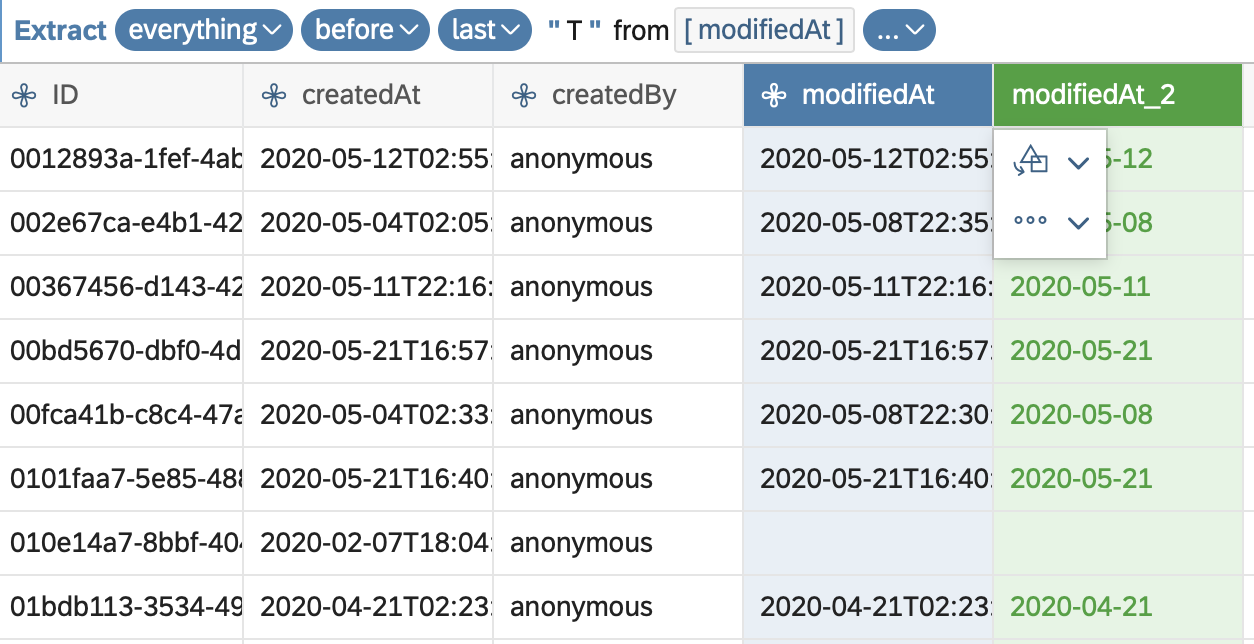 Extract everything before last " T " from [ modifiedAt ] ...
ID createdAt createdBy modifiedAt modifiedAt_2
0012893a-1fef-4ab 2020-05-12T02:55: anonymous 2020-05-12T02:55: 5-12
002e67ca-e4b1-42 2020-05-04T02:05: anonymous 2020-05-08T22:35: 5-08
00367456-d143-42 2020-05-11T22:16: anonymous 2020-05-11T22:16: 2020-05-11
00bd5670-dbf0-4d 2020-05-21T16:57: anonymous 2020-05-21T16:57: 2020-05-21
00fca41b-c8c4-47a 2020-05-04T02:33: anonymous 2020-05-08T22:30: 2020-05-08
0101faa7-5e85-488 2020-05-21T16:40: anonymous 2020-05-21T16:40: 2020-05-21
010e14a7-8bbf-404 2020-02-07T18:04: anonymous
01bdb113-3534-49 2020-04-21T02:23: anonymous 2020-04-21T02:23: 2020-04-21